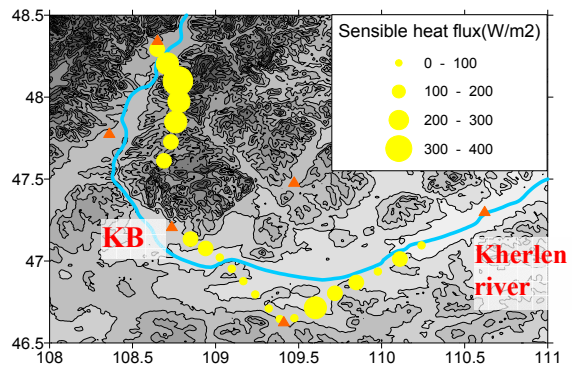 48.5
48
47.5
47
46.5
108
108.5
109
109.5
110
110.5
111
Sensible heat flux(W/m2)
0 - 100
100 - 200
200 - 300
300 - 400
KB
Kherlen
river